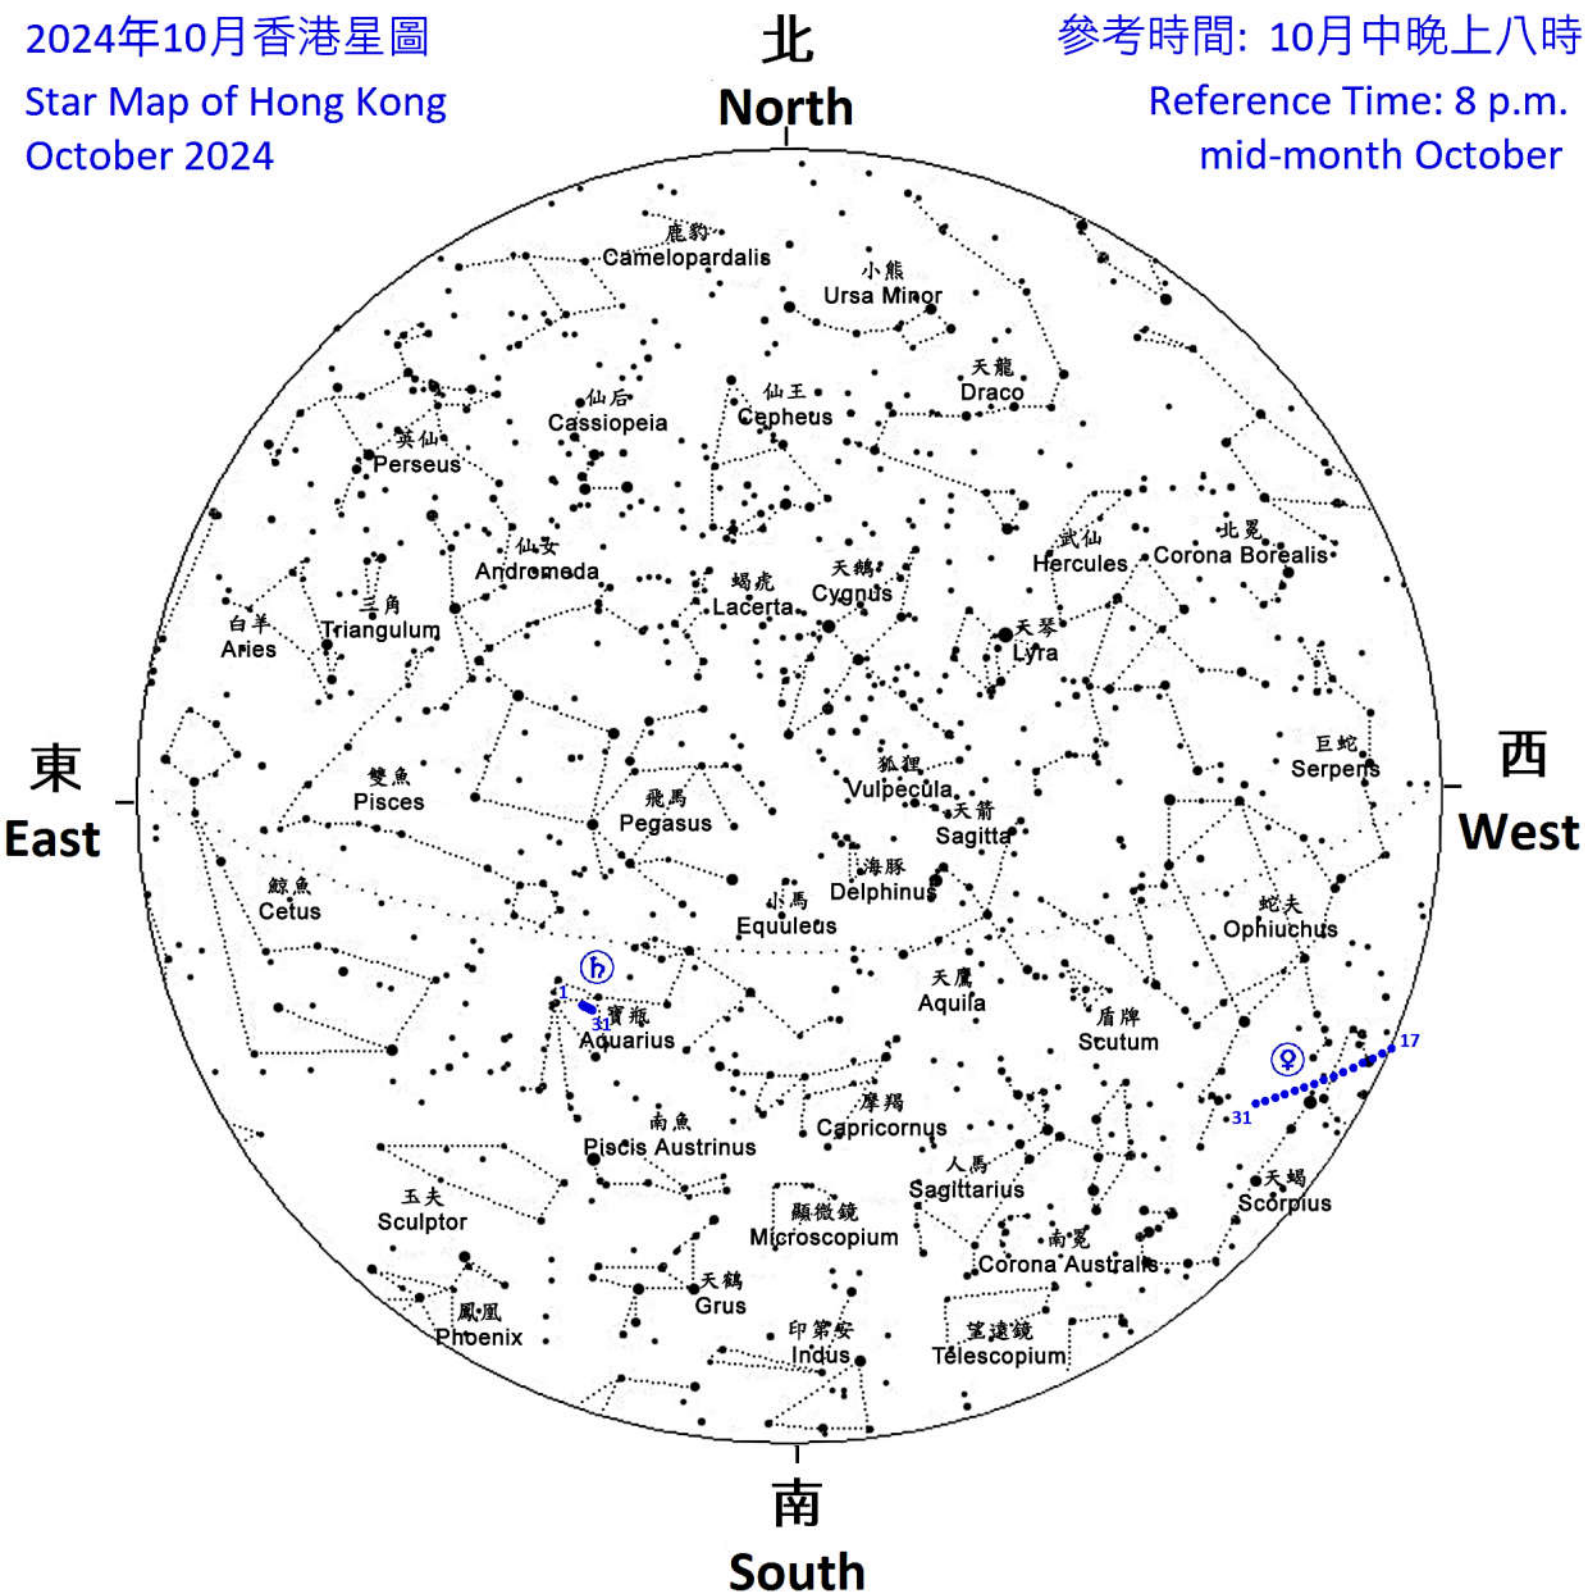 2024年10月香港星圖
Star Map of Hong Kong
October 2024
北
North
參考時間: 10月中晚上八時
Reference Time: 8 p.m.
mid-month October
鹿豹
Camelopardalis
小熊
Ursa Minor
天龍
Draco
仙王
Cepheus
仙后
Cassiopeia
英仙
Perseus
仙女
Andromeda
蝎虎
Lacerta
天鵝
Cygnus
武仙
Hercules
北冕
Corona Borealis
白羊
Aries
三角
Triangulum
天琴
Lyra
東
East
西
West
雙魚
Pisces
飛馬
Pegasus
狐狸
Vulpecula
天箭
Sagitta
巨蛇
Serpens
鯨魚
Cetus
小馬
Equuleus
海豚
Delphinus
蛇夫
Ophiuchus
♄
1
31
寶瓶
Aquarius
天鷹
Aquila
盾牌
Scutum
♀
17
31
南魚
Piscis Austrinus
摩羯
Capricornus
人馬
Sagittarius
天蝎
Scorpius
玉夫
Sculptor
顯微鏡
Microscopium
南冕
Corona Australis
鳳凰
Phoenix
天鶴
Grus
印第安
Indus
望遠鏡
Telescopium
南
South